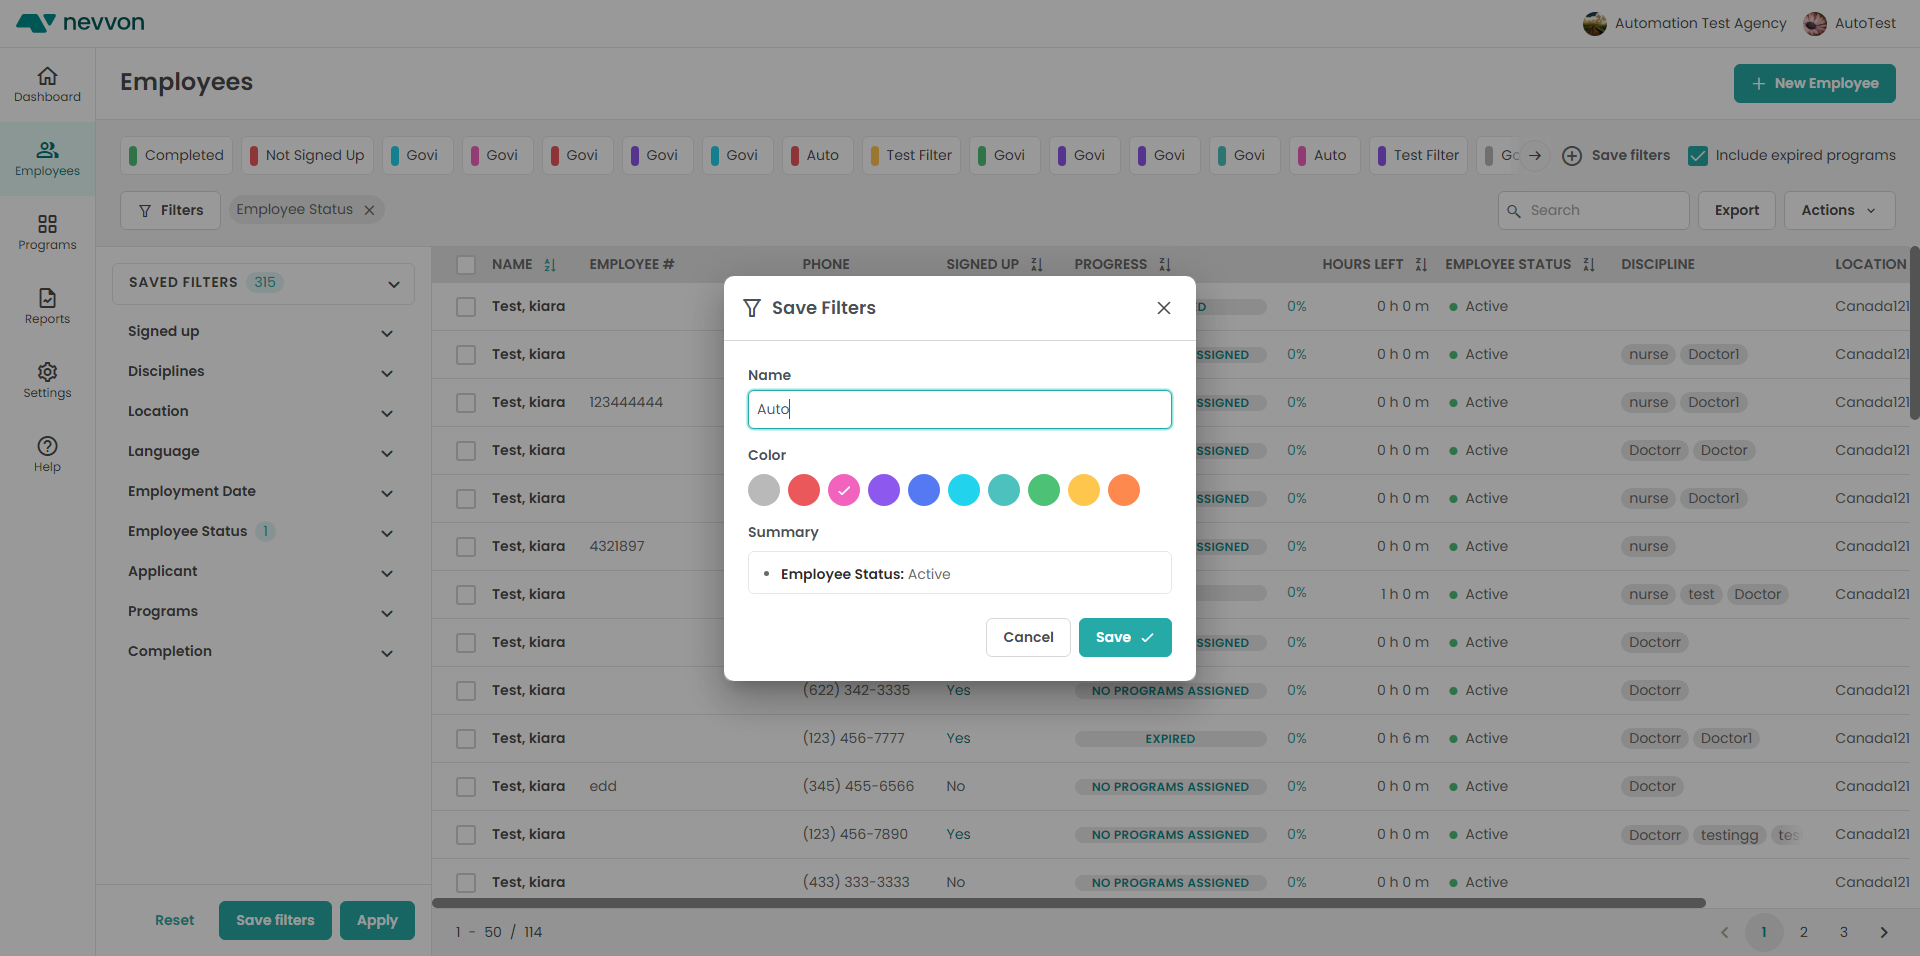 nevvon
Automation Test Agency AutoTest
Dashboard
Employees
Programs
Reports
Settings
Help
Employees
+ New Employee
Completed Not Signed Up Govi Govi Govi Govi Govi Auto Test Filter Govi Govi Govi Govi Auto Test Filter Save filters Include expired programs
Filters Employee Status Search Export Actions
SAVED FILTERS 315
Signed up
Disciplines
Location
Language
Employment Date
Employee Status 1
Applicant
Programs
Completion
Reset Save filters Apply
NAME EMPLOYEE # PHONE SIGNED UP PROGRESS HOURS LEFT EMPLOYEE STATUS DISCIPLINE LOCATION
Test, kiara 0% 0 h 0 m Active Canada121
Test, kiara SSIGNED 0% 0 h 0 m Active nurse Doctor1 Canada121
Test, kiara 123444444 SSIGNED 0% 0 h 0 m Active nurse Doctor1 Canada121
Test, kiara SSIGNED 0% 0 h 0 m Active Doctorr Doctor Canada121
Test, kiara SSIGNED 0% 0 h 0 m Active nurse Doctor1 Canada121
Test, kiara 4321897 SSIGNED 0% 0 h 0 m Active nurse Canada121
Test, kiara 0% 1 h 0 m Active nurse test Doctor Canada121
Test, kiara SSIGNED 0% 0 h 0 m Active Doctorr Canada121
Test, kiara (622) 342-3335 Yes NO PROGRAMS ASSIGNED 0% 0 h 0 m Active Doctorr Canada121
Test, kiara (123) 456-7777 Yes EXPIRED 0% 0 h 6 m Active Doctorr Doctor1 Canada121
Test, kiara edd (345) 455-6566 No NO PROGRAMS ASSIGNED 0% 0 h 0 m Active Doctor Canada121
Test, kiara (123) 456-7890 Yes NO PROGRAMS ASSIGNED 0% 0 h 0 m Active Doctorr testingg Canada121
Test, kiara (433) 333-3333 No NO PROGRAMS ASSIGNED 0% 0 h 0 m Active Canada121
1 - 50 / 114
1 2 3
Save Filters
Name
Auto
Color
Summary
Employee Status: Active
Cancel Save